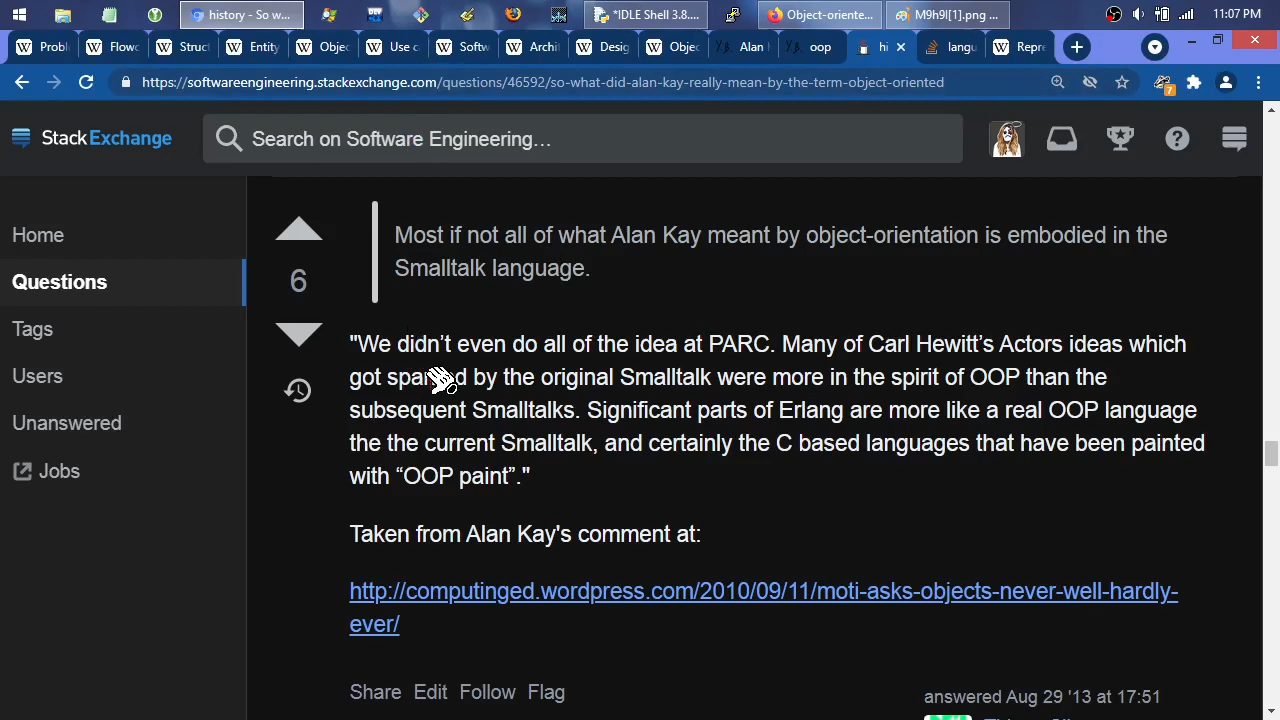 history - So w...
*IDLE Shell 3.8....
Object-oriente...
M9h9I[1].png ...
11:07 PM
Probl
Flowc
Struct
Entity
Objec
Use c
Softw
Archi
Desig
Objec
Alan
oop
hi
langu
Repre
https://softwareengineering.stackexchange.com/questions/46592/so-what-did-alan-kay-really-mean-by-the-term-object-oriented
7
StackExchange
Search on Software Engineering...
Home
Questions
Tags
Users
Unanswered
Jobs
6
Most if not all of what Alan Kay meant by object-orientation is embodied in the
Smalltalk language.
"We didn’t even do all of the idea at PARC. Many of Carl Hewitt’s Actors ideas which
got sparked by the original Smalltalk were more in the spirit of OOP than the
subsequent Smalltalks. Significant parts of Erlang are more like a real OOP language
the the current Smalltalk, and certainly the C based languages that have been painted
with “OOP paint”."
Taken from Alan Kay's comment at:
http://computinged.wordpress.com/2010/09/11/moti-asks-objects-never-well-hardly-
ever/
Share Edit Follow Flag
answered Aug 29 '13 at 17:51